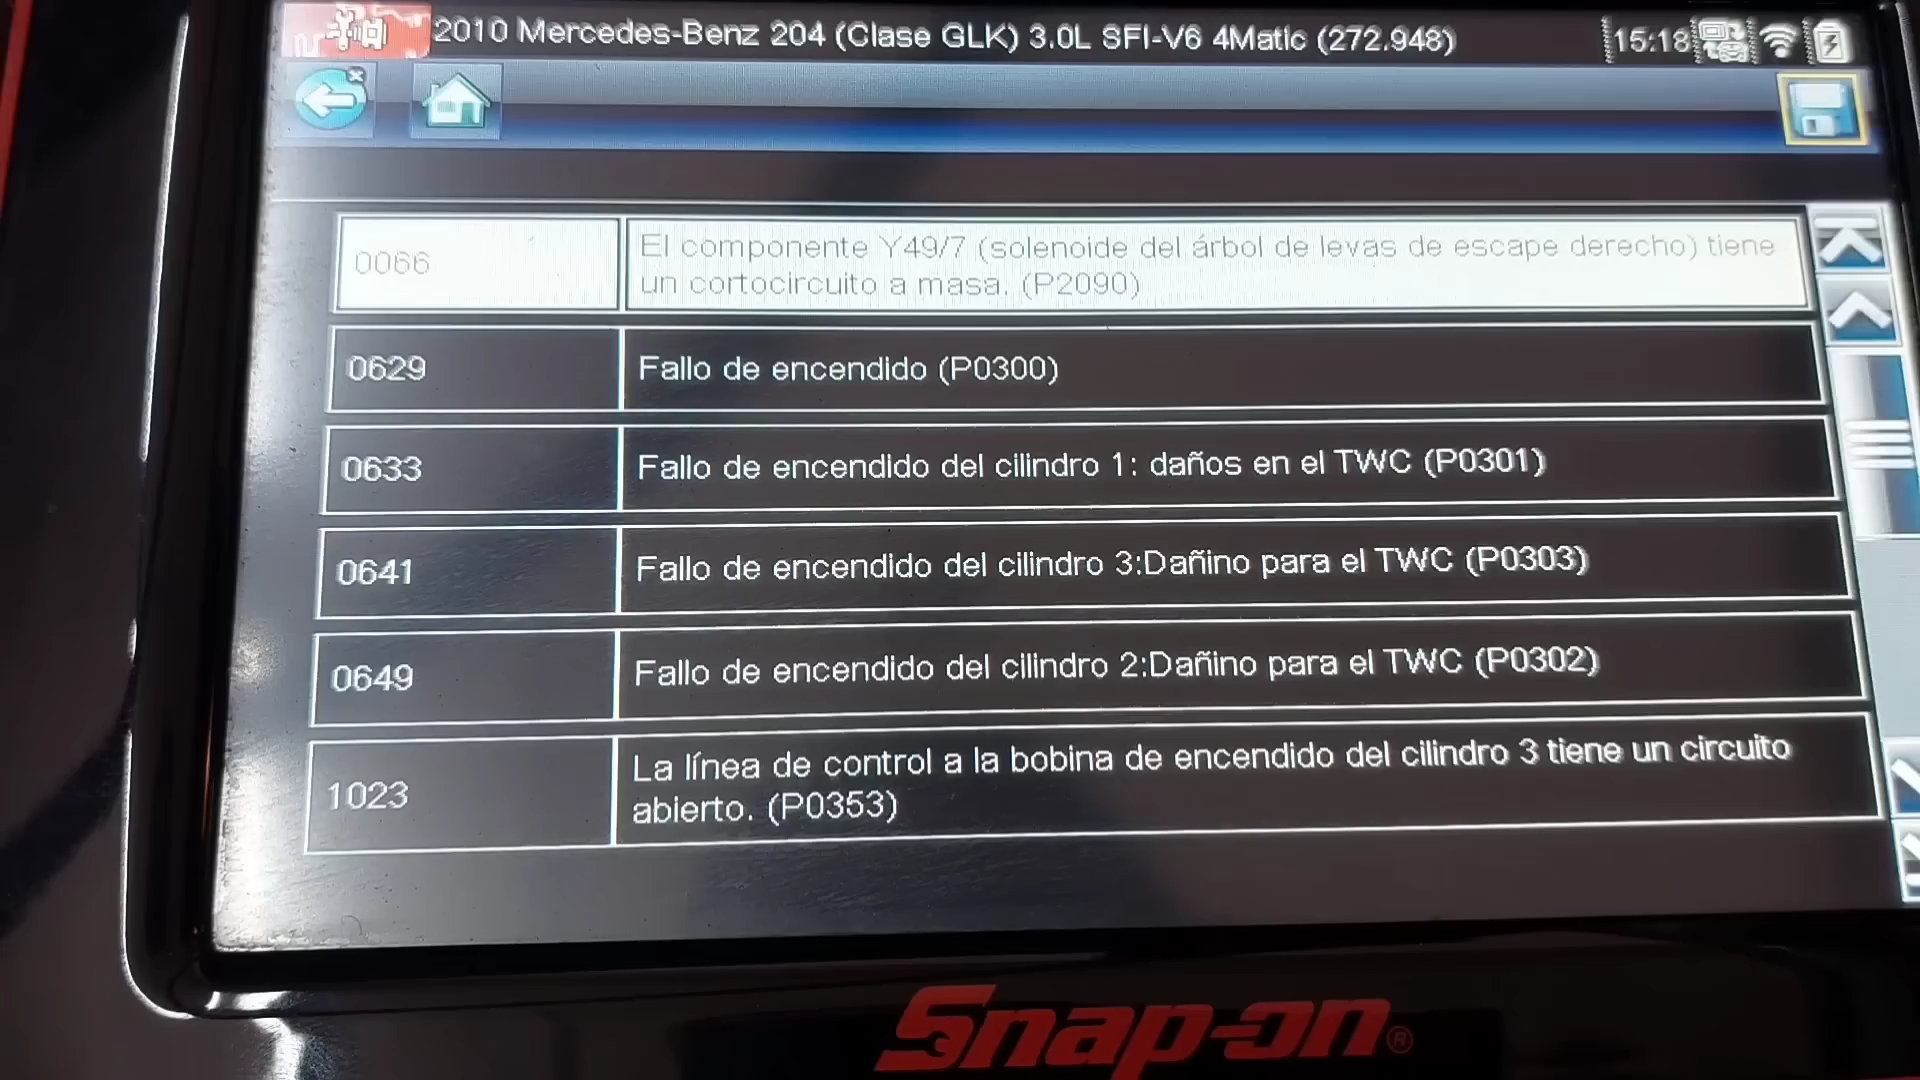 2010 Mercedes-Benz 204 (Clase GLK) 3.0L SFI-V6 4Matic (272.948)
15:18
0066
El componente Y49/7 (solenoide del árbol de levas de escape derecho) tiene
un cortocircuito a masa. (P2090)
0629
Fallo de encendido (P0300)
0633
Fallo de encendido del cilindro 1: daños en el TWC (P0301)
0641
Fallo de encendido del cilindro 3:Dañino para el TWC (P0303)
0649
Fallo de encendido del cilindro 2:Dañino para el TWC (P0302)
1023
La línea de control a la bobina de encendido del cilindro 3 tiene un circuito
abierto. (P0353)
Snap-on®